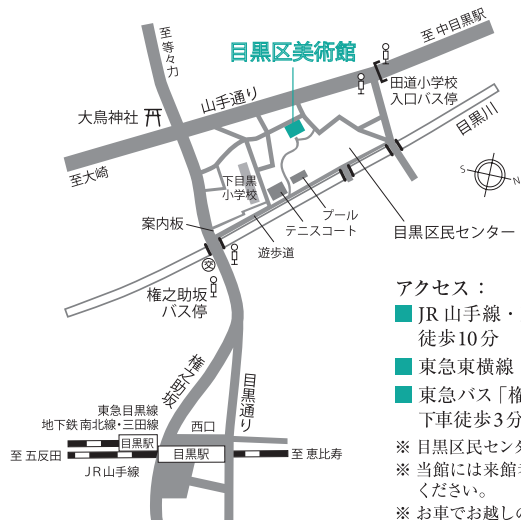 至 等々力
目黒区美術館
至 中目黒駅
山手通り
田道小学校
入口バス停
大鳥神社
目黒川
至大崎
下目黒
小学校
S
N
プール
テニスコート
案内板
遊歩道
目黒区民センター
交
権之助坂
バス停
アクセス：
JR 山手線・
徒歩10分
東急東横線
東急バス「権
下車徒歩3分
※ 目黒区民セン
※ 当館には来館
ください。
※ お車でお越しの
権之助坂
目黒通り
東急目黒線
地下鉄 南北線・三田線
西口
目黒駅
目黒駅
至 五反田
至 恵比寿
JR山手線